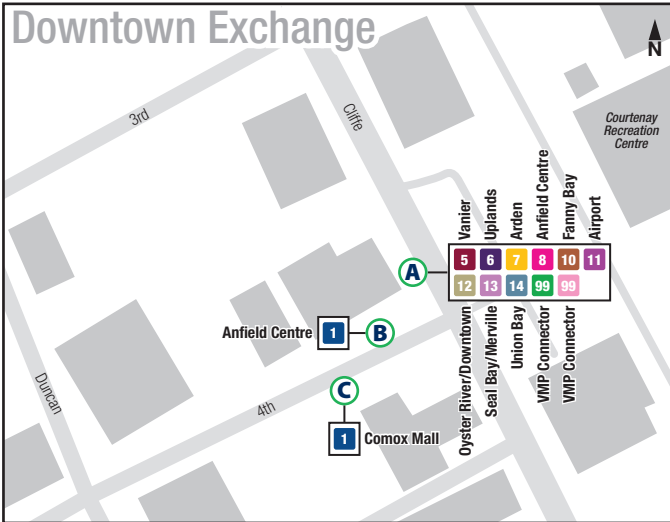 Downtown Exchange
N
3rd
Cliffe
Courtenay
Recreation
Centre
Vanier
Uplands
Arden
Anfield Centre
Fanny Bay
Airport
A
5 6 7 8 10 11
12 13 14 99 99
Oyster River/Downtown
Seal Bay/Merville
Union Bay
VMP Connector
VMP Connector
Anfield Centre 1 B
C
Duncan
4th
1 Comox Mall